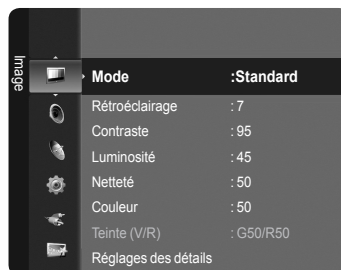 Image
Mode :Standard
Rétroéclairage : 7
Contraste : 95
Luminosité : 45
Netteté : 50
Couleur : 50
Teinte (V/R) : G50/R50
Réglages des détails